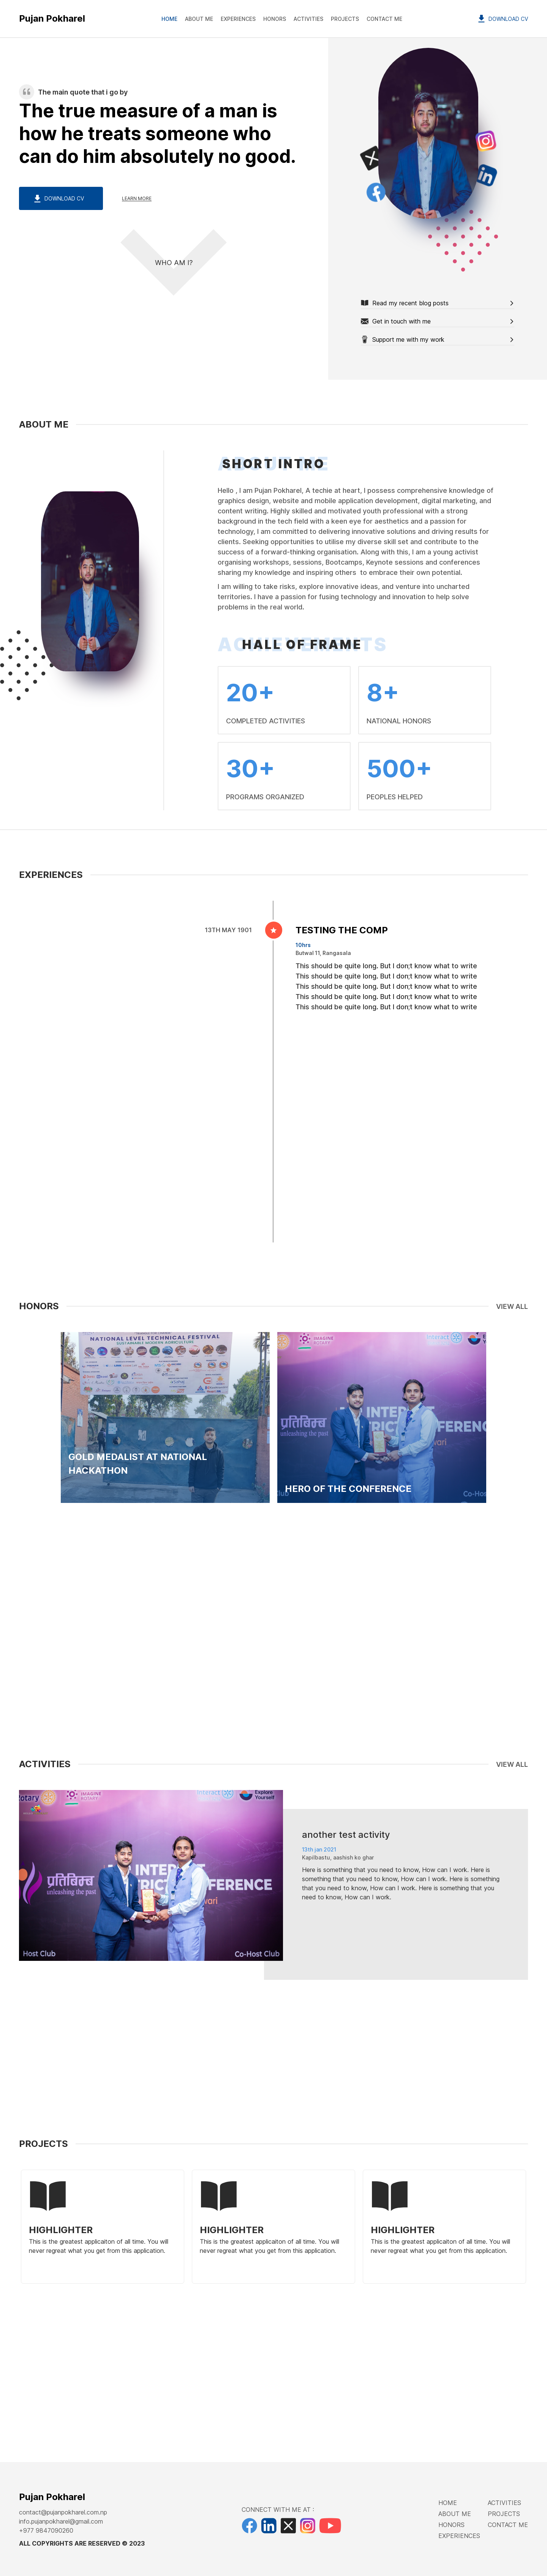 Pujan Pokharel
HOME ABOUT ME EXPERIENCES HONORS ACTIVITIES PROJECTS CONTACT ME
DOWNLOAD CV
The main quote that i go by
The true measure of a man is
how he treats someone who
can do him absolutely no good.
DOWNLOAD CV
LEARN MORE
WHO AM I?
Read my recent blog posts
Get in touch with me
Support me with my work
ABOUT ME
ABOUT ME
SHORT INTRO
Hello , I am Pujan Pokharel, A techie at heart, I possess comprehensive knowledge of
graphics design, website and mobile application development, digital marketing, and
content writing. Highly skilled and motivated youth professional with a strong
background in the tech field with a keen eye for aesthetics and a passion for
technology, I am committed to delivering innovative solutions and driving results for
clients. Seeking opportunities to utilise my diverse skill set and contribute to the
success of a forward-thinking organisation. Along with this, I am a young activist
organising workshops, sessions, Bootcamps, Keynote sessions and conferences
sharing my knowledge and inspiring others to embrace their own potential.
I am willing to take risks, explore innovative ideas, and venture into uncharted
territories. I have a passion for fusing technology and innovation to help solve
problems in the real world.
ACHIEVEMENTS
HALL OF FRAME
20+
COMPLETED ACTIVITIES
8+
NATIONAL HONORS
30+
PROGRAMS ORGANIZED
500+
PEOPLES HELPED
EXPERIENCES
13TH MAY 1901
TESTING THE COMP
10hrs
Butwal 11, Rangasala
This should be quite long. But I don;t know what to write
This should be quite long. But I don;t know what to write
This should be quite long. But I don;t know what to write
This should be quite long. But I don;t know what to write
This should be quite long. But I don;t know what to write
HONORS
VIEW ALL
NATIONAL LEVEL TECHNICAL FESTIVAL
GOLD MEDALIST AT NATIONAL
HACKATHON
IMAGINE
ROTARY
प्रतिबिम्ब
unleashing the past
HERO OF THE CONFERENCE
Co-Host
ACTIVITIES
VIEW ALL
Rotary
IMAGINE
ROTARY
Interact
Explore
Yourself
unleashing the past
Host Club
Co-Host Club
another test activity
13th jan 2021
Kapilbastu, aashish ko ghar
Here is something that you need to know, How can I work. Here is
something that you need to know, How can I work. Here is something
that you need to know, How can I work. Here is something that you
need to know, How can I work.
PROJECTS
HIGHLIGHTER
This is the greatest applicaiton of all time. You will
never regreat what you get from this application.
HIGHLIGHTER
This is the greatest applicaiton of all time. You will
never regreat what you get from this application.
HIGHLIGHTER
This is the greatest applicaiton of all time. You will
never regreat what you get from this application.
Pujan Pokharel
contact@pujanpokharel.com.np
info.pujanpokharel@gmail.com
+977 9847090260
ALL COPYRIGHTS ARE RESERVED © 2023
CONNECT WITH ME AT :
HOME
ABOUT ME
HONORS
EXPERIENCES
ACTIVITIES
PROJECTS
CONTACT ME